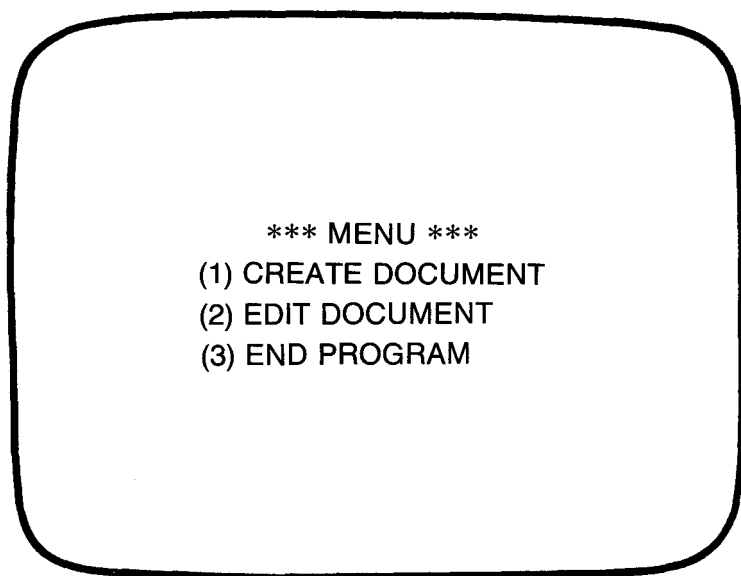 *** MENU ***
(1) CREATE DOCUMENT
(2) EDIT DOCUMENT
(3) END PROGRAM